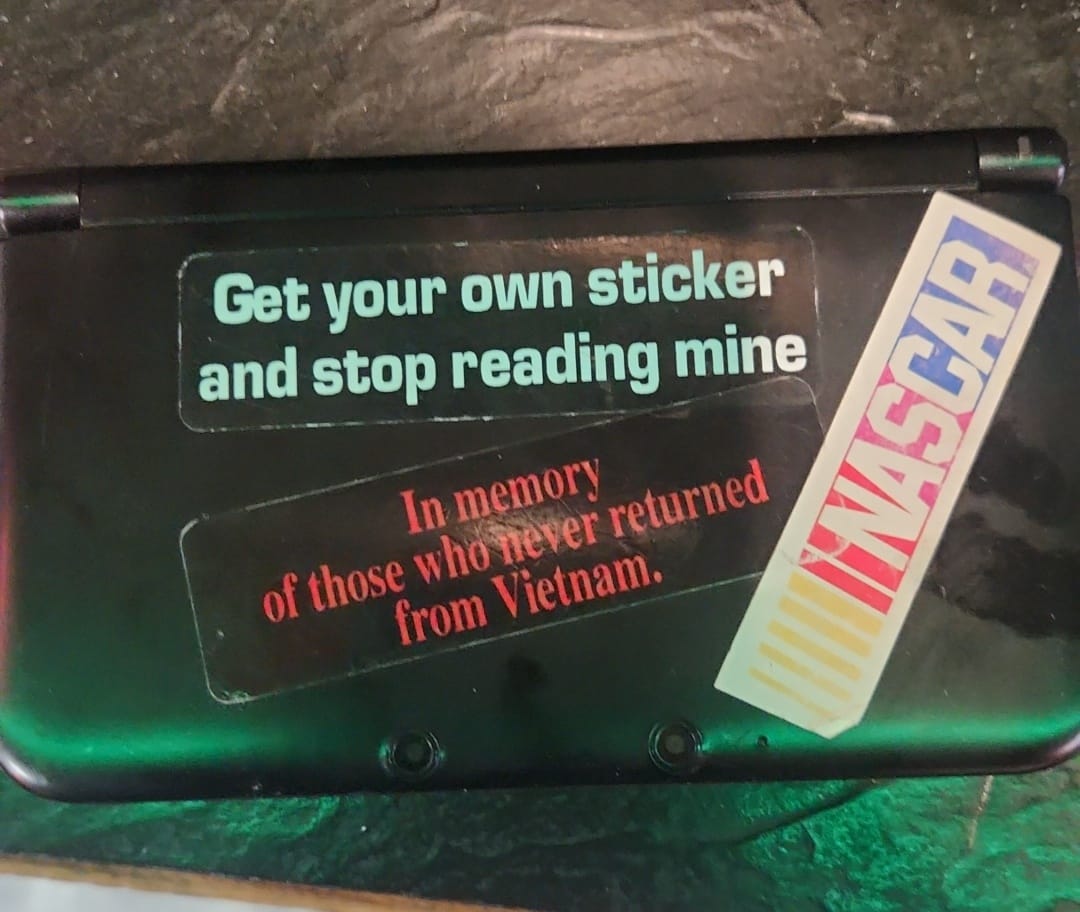 Get your own sticker
and stop reading mine
In memory
of those who never returned
from Vietnam.
NASCAR